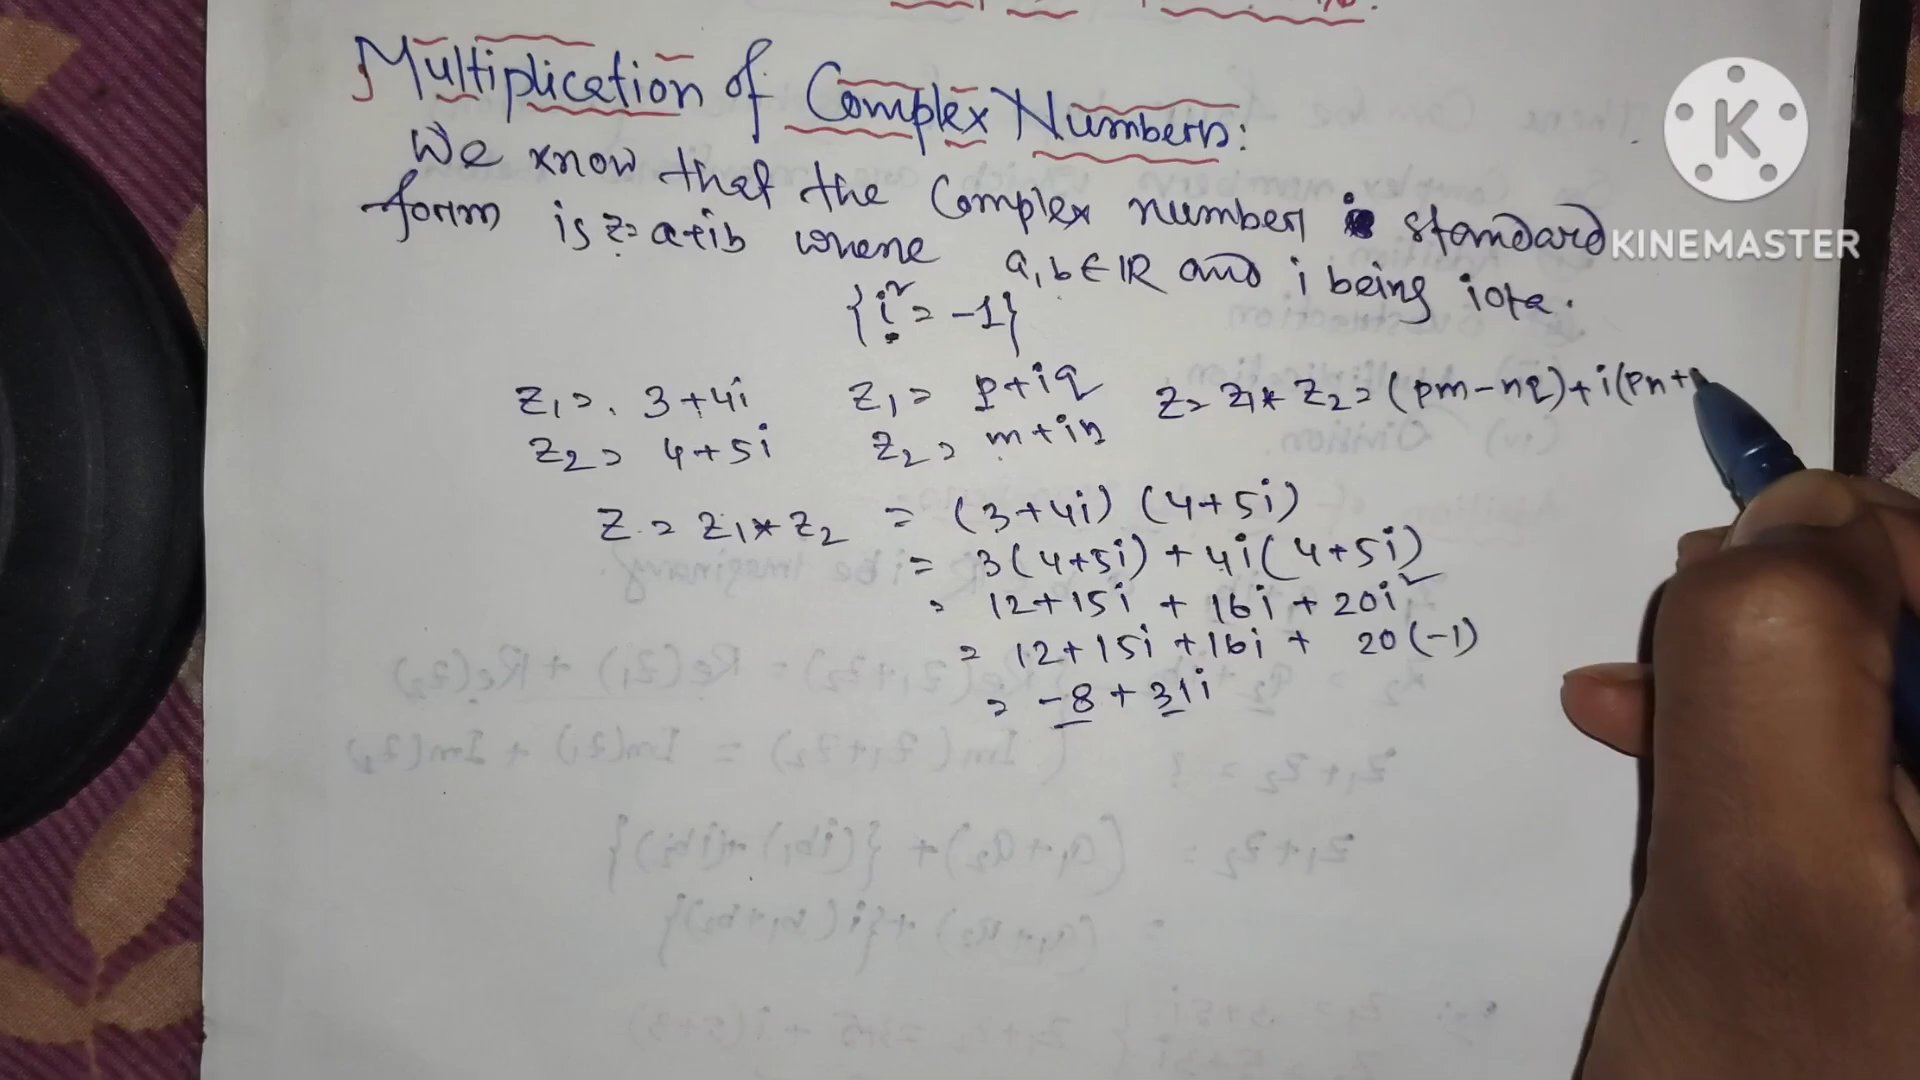 Multiplication of Complex Numbers:
We know that the Complex number standard
form is z = a+ib where a, b ∈ IR and i being iota.
{i² = -1}
z₁ = 3+4i z₁ = p+iq z = z₁ * z₂ = (pm-nq)+i(pn+
z₂ = 4+5i z₂ = m+in
z = z₁ * z₂ = (3+4i) (4+5i)
= 3(4+5i) + 4i(4+5i)
= 12+15i + 16i + 20i²
= 12+15i +16i + 20(-1)
= -8 + 31i
K
KINEMASTER